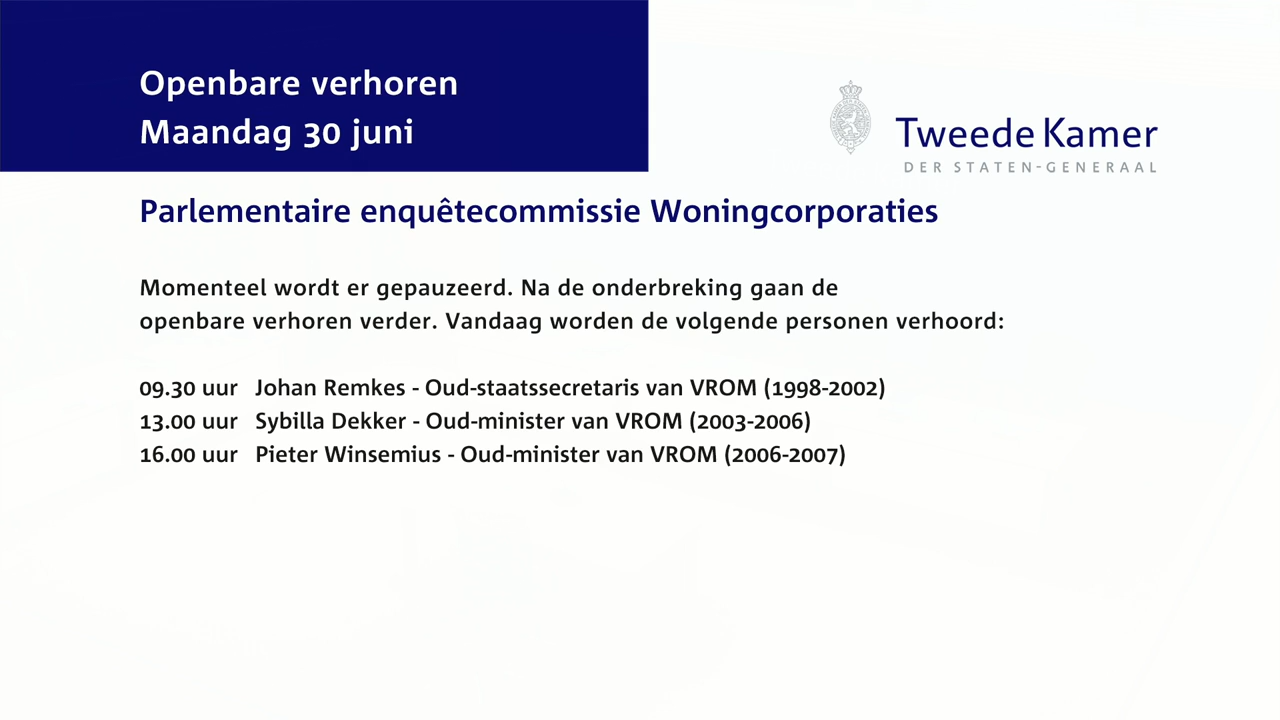 Openbare verhoren
Maandag 30 juni
Tweede Kamer
DER STATEN-GENERAAL
Parlementaire enquêtecommissie Woningcorporaties
Momenteel wordt er gepauzeerd. Na de onderbreking gaan de
openbare verhoren verder. Vandaag worden de volgende personen verhoord:
09.30 uur Johan Remkes - Oud-staatssecretaris van VROM (1998-2002)
13.00 uur Sybilla Dekker - Oud-minister van VROM (2003-2006)
16.00 uur Pieter Winsemius - Oud-minister van VROM (2006-2007)